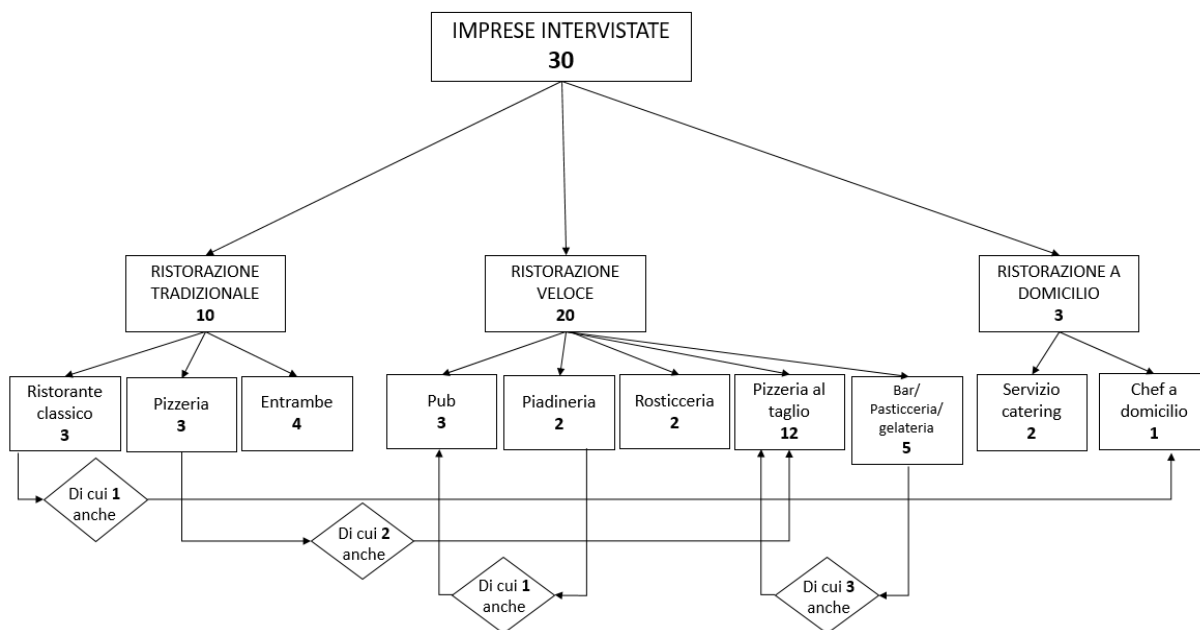 IMPRESE INTERVISTATE
30
RISTORAZIONE
TRADIZIONALE
10
RISTORAZIONE
VELOCE
20
RISTORAZIONE A
DOMICILIO
3
Ristorante
classico
3
Pizzeria
3
Entrambe
4
Pub
3
Piadineria
2
Rosticceria
2
Pizzeria al
taglio
12
Bar/
Pasticceria/
gelateria
5
Servizio
catering
2
Chef a
domicilio
1
Di cui 1
anche
Di cui 2
anche
Di cui 1
anche
Di cui 3
anche